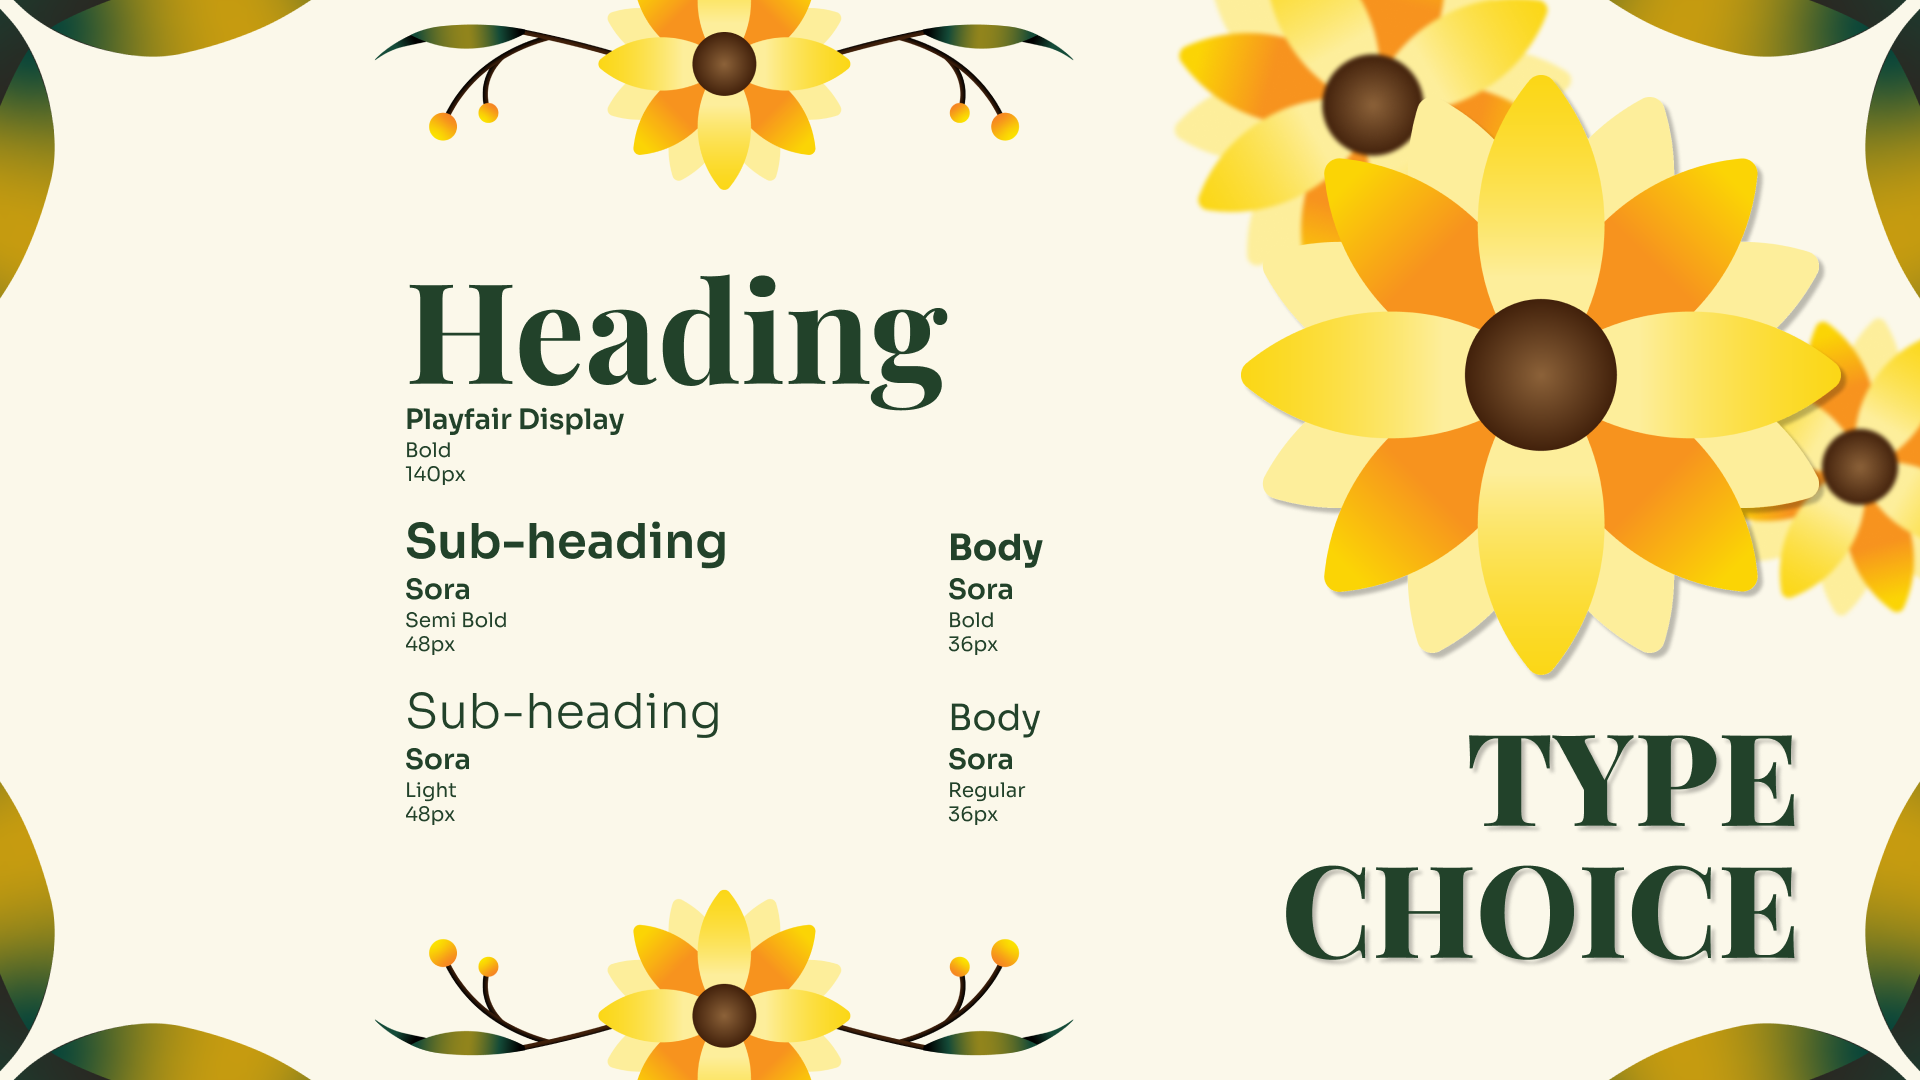 Heading
Playfair Display
Bold
140px
Sub-heading
Sora
Semi Bold
48px
Body
Sora
Bold
36px
Sub-heading
Sora
Light
48px
Body
Sora
Regular
36px
TYPE
CHOICE